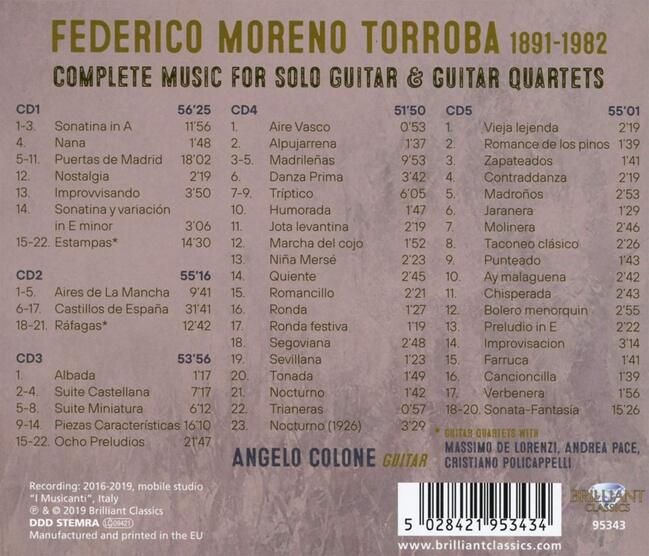 FEDERICO MORENO TORROBA 1891-1982
COMPLETE MUSIC FOR SOLO GUITAR & GUITAR QUARTETS
CD1 56'25
1-3. Sonatina in A 11'56
4. Nana 1'48
5-11. Puertas de Madrid 18'02
12. Nostalgia 2'19
13. Improvvisando 3'50
14. Sonatina y variación
in E minor 3'06
15-22. Estampas* 14'30
CD2 55'16
1-5. Aires de La Mancha 9'41
6-17. Castillos de España 31'41
18-21. Ráfagas* 12'42
CD3 53'56
1. Albada 1'17
2-4. Suite Castellana 7'17
5-8. Suite Miniatura 6'12
9-14. Piezas Características 16'10
15-22. Ocho Preludios 21'47
CD4 51'50
1. Aire Vasco 0'53
2. Alpujarrena 1'37
3-5. Madrileñas 9'53
6. Danza Prima 3'42
7-9. Tríptico 6'05
10. Humorada 1'47
11. Jota levantina 2'19
12. Marcha del cojo 1'52
13. Niña Mersé 2'23
14. Quiente 2'45
15. Romancillo 2'21
16. Ronda 1'27
17. Ronda festiva 1'19
18. Segoviana 2'48
19. Sevillana 1'23
20. Tonada 1'49
21. Nocturno 1'42
22. Trianeras 0'57
23. Nocturno (1926) 3'29
CD5 55'01
1. Vieja lejenda 2'19
2. Romance de los pinos 1'39
3. Zapateados 1'41
4. Contraddanza 2'19
5. Madroños 2'53
6. Jaranera 1'29
7. Molinera 2'46
8. Taconeo clásico 2'26
9. Punteado 1'43
10. Ay malaguena 2'42
11. Chisperada 2'43
12. Bolero menorquin 2'55
13. Preludio in E 2'22
14. Improvisacion 3'14
15. Farruca 1'41
16. Cancioncilla 1'39
17. Verbenera 1'56
18-20. Sonata-Fantasía 15'26
* GUITAR QUARTETS WITH
MASSIMO DE LORENZI, ANDREA PACE,
CRISTIANO POLICAPPELLI
ANGELO COLONE GUITAR
Recording: 2016-2019, mobile studio
"I Musicanti", Italy
℗ & © 2019 Brilliant Classics
DDD STEMRA LC09421
Manufactured and printed in the EU
5 028421 953434
www.brilliantclassics.com
BRILLIANT
CLASSICS
95343